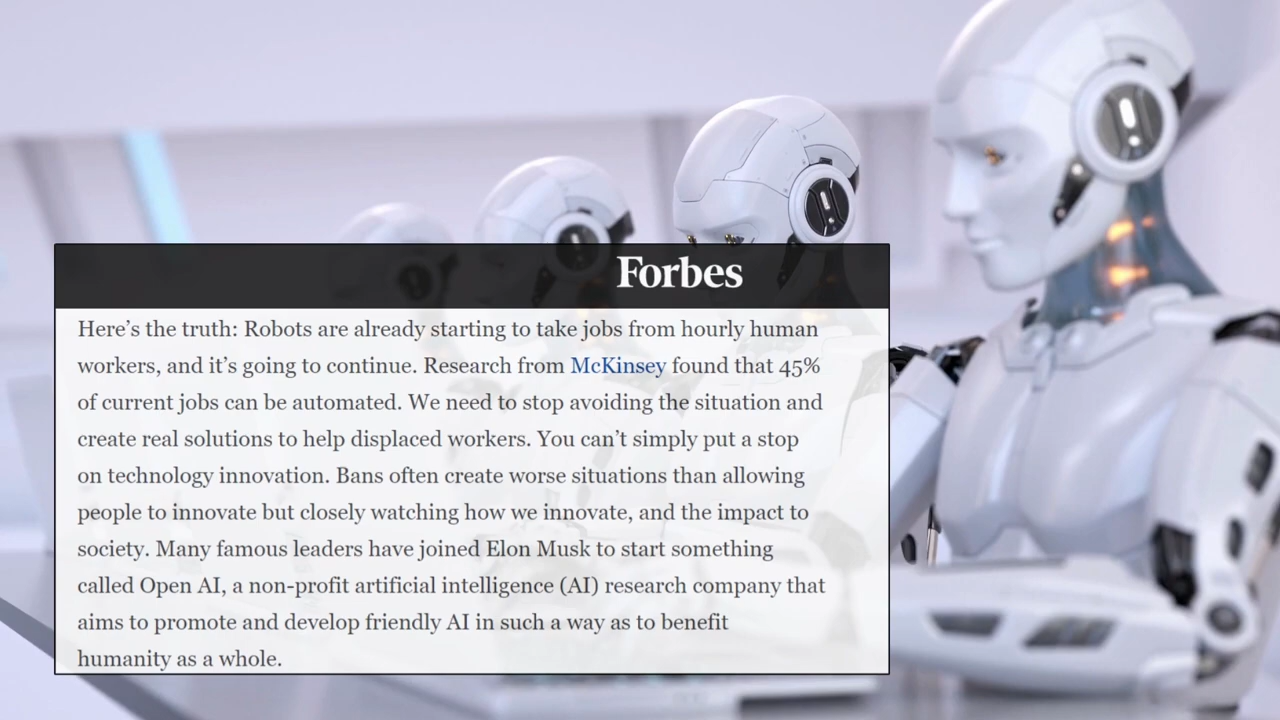 Forbes
Here’s the truth: Robots are already starting to take jobs from hourly human
workers, and it’s going to continue. Research from McKinsey found that 45%
of current jobs can be automated. We need to stop avoiding the situation and
create real solutions to help displaced workers. You can’t simply put a stop
on technology innovation. Bans often create worse situations than allowing
people to innovate but closely watching how we innovate, and the impact to
society. Many famous leaders have joined Elon Musk to start something
called Open AI, a non-profit artificial intelligence (AI) research company that
aims to promote and develop friendly AI in such a way as to benefit
humanity as a whole.